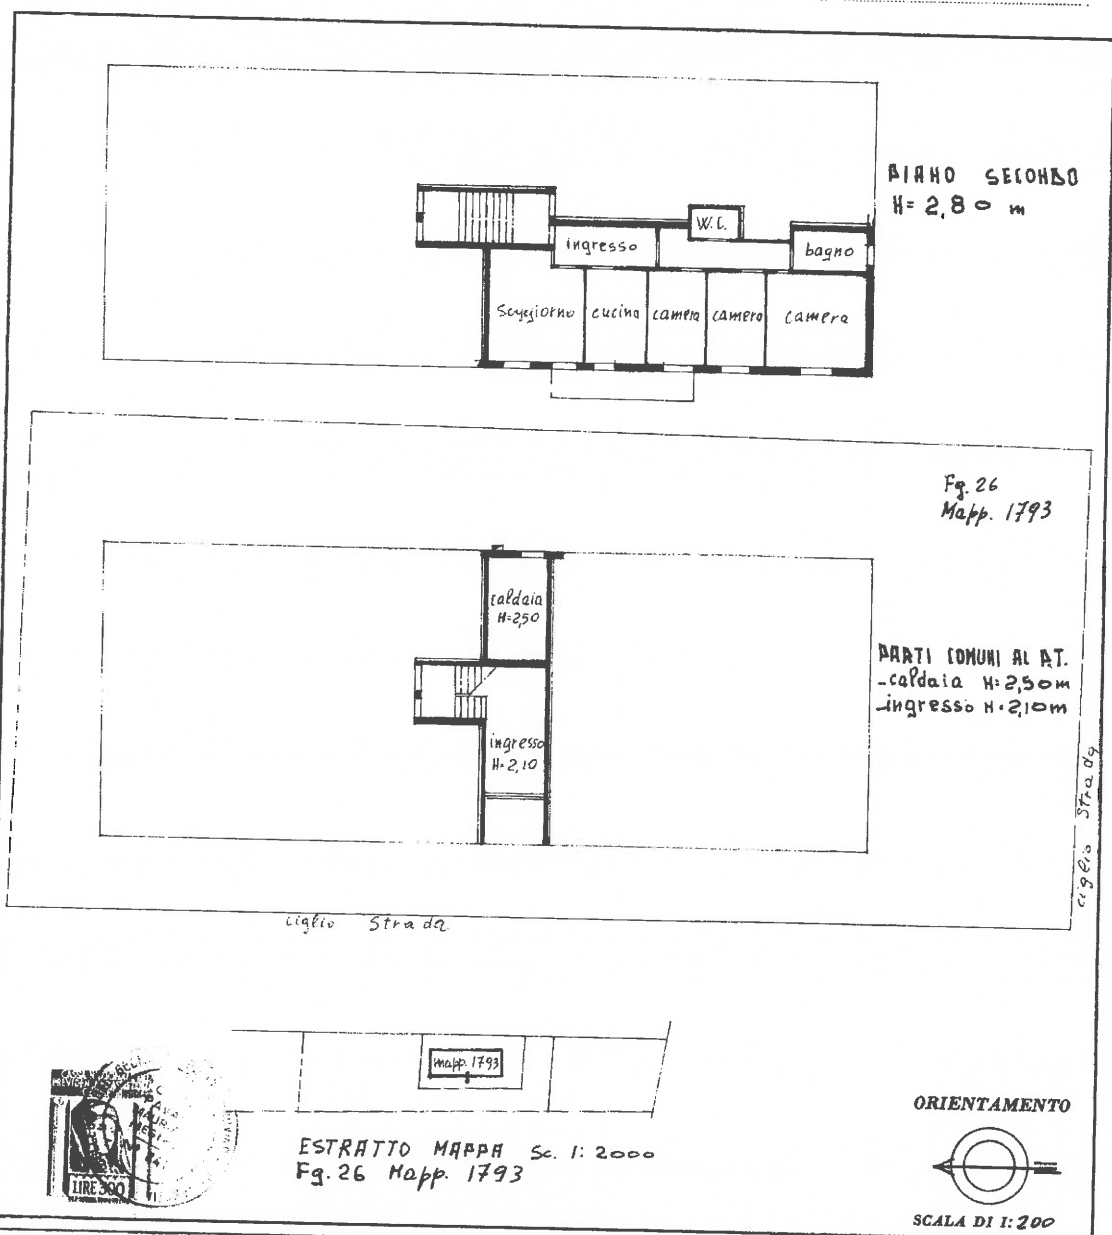 PIANO SECONDO
H= 2,80 m
W.C.
ingresso
bagno
soggiorno cucina camera camera camera
Fg. 26
Mapp. 1793
caldaia
H=2,50
PARTI COMUNI AL P.T.
-caldaia H=2,50m
-ingresso H=2,10m
ingresso
H=2,10
ciglio Strada
ciglio Strada
mapp. 1793
ESTRATTO MAPPA Sc. 1:2000
Fg. 26 Mapp. 1793
LIRE 300
ORIENTAMENTO
SCALA DI 1:200